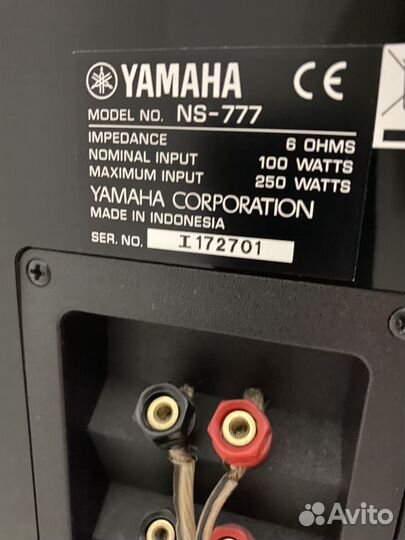 YAMAHA CE
MODEL NO. NS-777
IMPEDANCE 6 OHMS
NOMINAL INPUT 100 WATTS
MAXIMUM INPUT 250 WATTS
YAMAHA CORPORATION
MADE IN INDONESIA
SER. NO. I172701
Avito